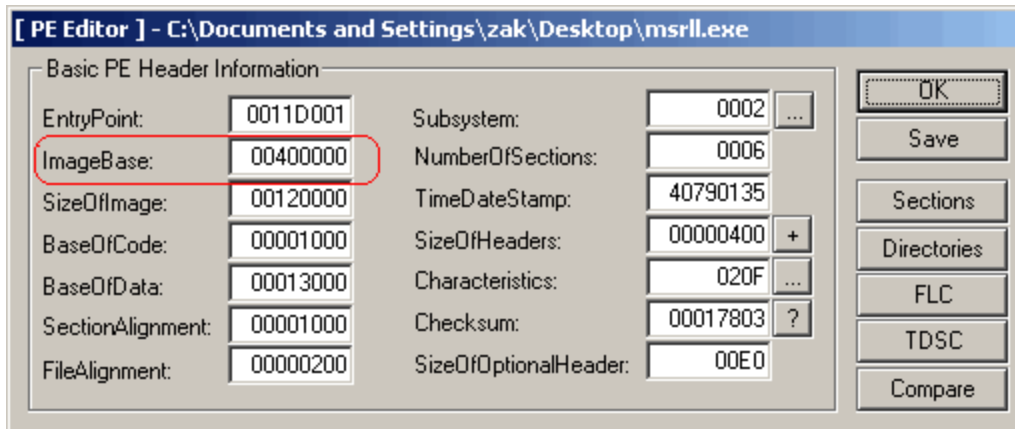 [ PE Editor ] - C:\Documents and Settings\zak\Desktop\msrll.exe
Basic PE Header Information
EntryPoint: 0011D001
ImageBase: 00400000
SizeOfImage: 00120000
BaseOfCode: 00001000
BaseOfData: 00013000
SectionAlignment: 00001000
FileAlignment: 00000200
Subsystem: 0002 ...
NumberOfSections: 0006
TimeDateStamp: 40790135
SizeOfHeaders: 00000400 +
Characteristics: 020F ...
Checksum: 00017803 ?
SizeOfOptionalHeader: 00E0
OK
Save
Sections
Directories
FLC
TDSC
Compare